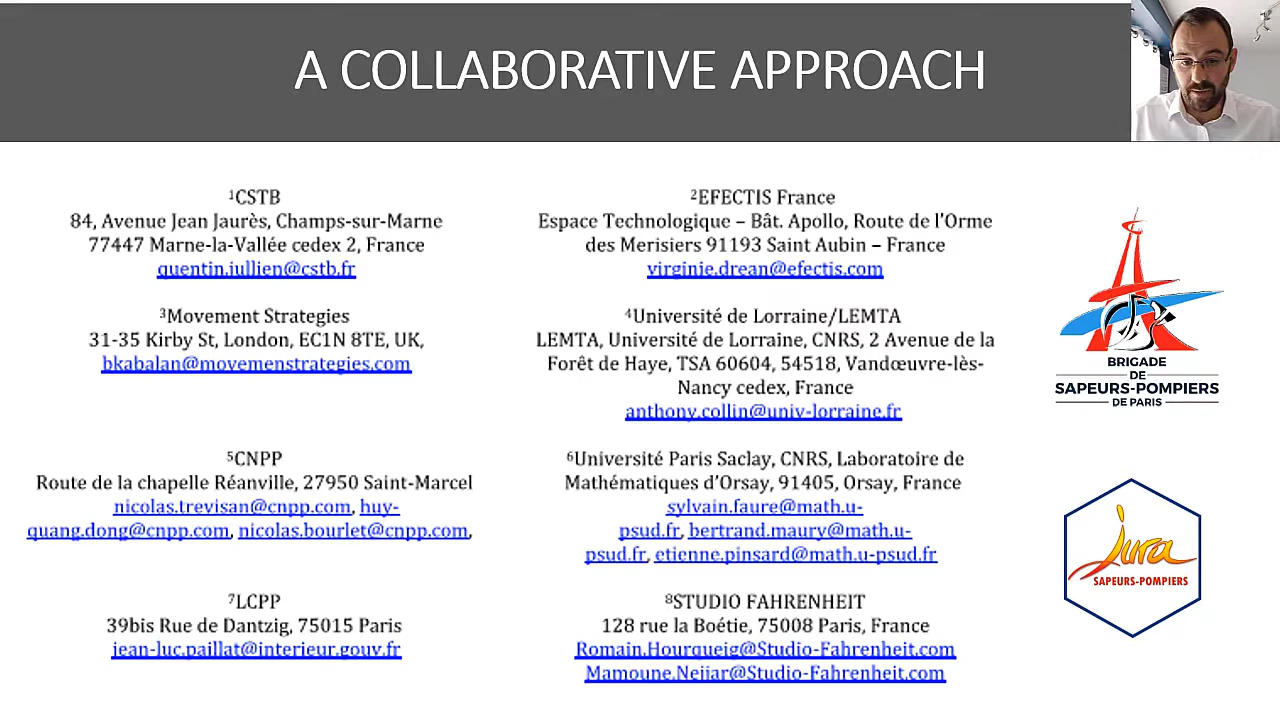 A COLLABORATIVE APPROACH
¹CSTB
84, Avenue Jean Jaurès, Champs-sur-Marne
77447 Marne-la-Vallée cedex 2, France
quentin.jullien@cstb.fr
²EFECTIS France
Espace Technologique – Bât. Apollo, Route de l'Orme
des Merisiers 91193 Saint Aubin – France
virginie.drean@efectis.com
³Movement Strategies
31-35 Kirby St, London, EC1N 8TE, UK,
bkabalan@movemenstrategies.com
⁴Université de Lorraine/LEMTA
LEMTA, Université de Lorraine, CNRS, 2 Avenue de la
Forêt de Haye, TSA 60604, 54518, Vandœuvre-lès-
Nancy cedex, France
anthony.collin@univ-lorraine.fr
⁵CNPP
Route de la chapelle Réanville, 27950 Saint-Marcel
nicolas.trevisan@cnpp.com, huy-
quang.dong@cnpp.com, nicolas.bourlet@cnpp.com,
⁶Université Paris Saclay, CNRS, Laboratoire de
Mathématiques d'Orsay, 91405, Orsay, France
sylvain.faure@math.u-
psud.fr, bertrand.maury@math.u-
psud.fr, etienne.pinsard@math.u-psud.fr
⁷LCPP
39bis Rue de Dantzig, 75015 Paris
jean-luc.paillat@interieur.gouv.fr
⁸STUDIO FAHRENHEIT
128 rue la Boétie, 75008 Paris, France
Romain.Hourqueig@Studio-Fahrenheit.com
Mamoune.Nejjar@Studio-Fahrenheit.com
BRIGADE
DE
SAPEURS-POMPIERS
DE PARIS
jura
SAPEURS-POMPIERS